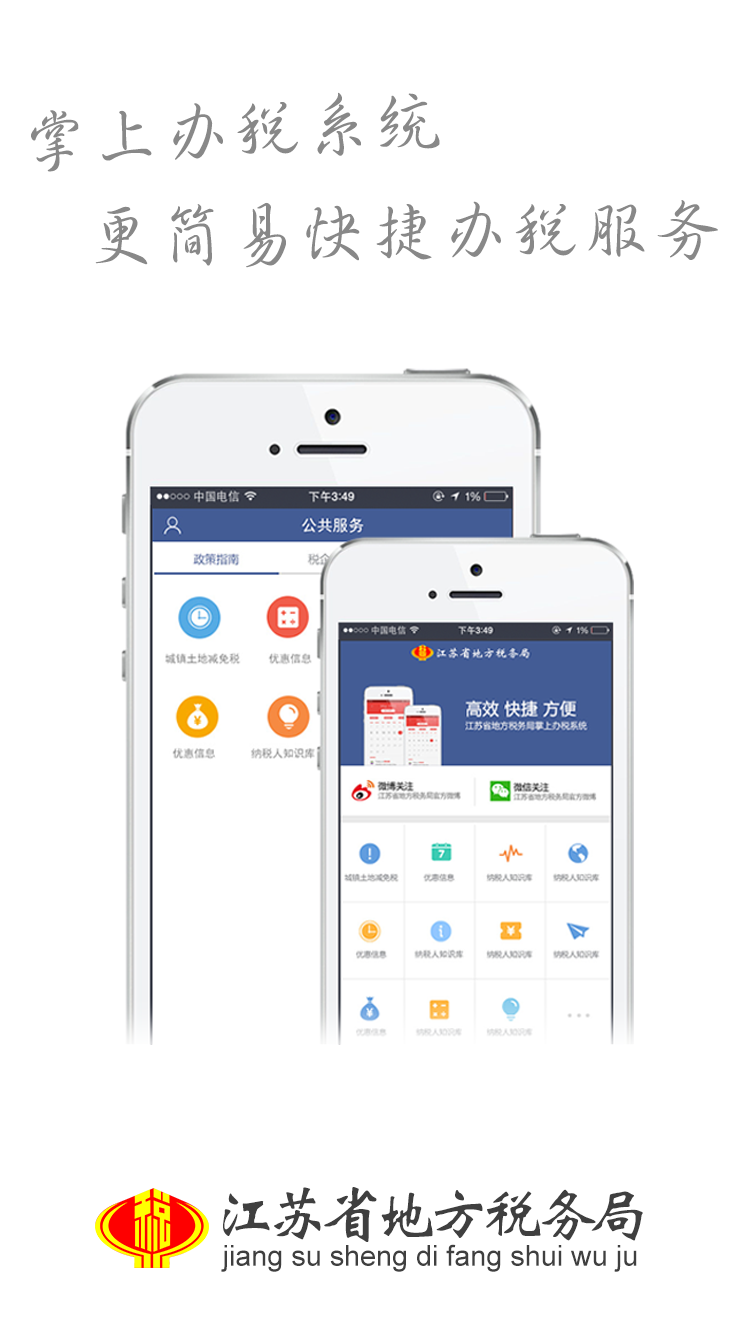 掌上办税系统
更简易快捷办税服务
中国电信 下午3:49 1%
公共服务
政策指南 税企
城镇土地减免税 优惠信息
优惠信息 纳税人知识库
中国电信 下午3:49 1%
江苏省地方税务局
高效 快捷 方便
江苏省地方税务局掌上办税系统
微博关注 微信关注
江苏省地方税务局官方微博 江苏省地方税务局官方微博
7
城镇土地减免税 优惠信息 纳税人知识库 纳税人知识库
优惠信息 纳税人知识库 纳税人知识库 纳税人知识库
优惠信息 纳税人知识库 纳税人知识库
税 江苏省地方税务局
jiang su sheng di fang shui wu ju